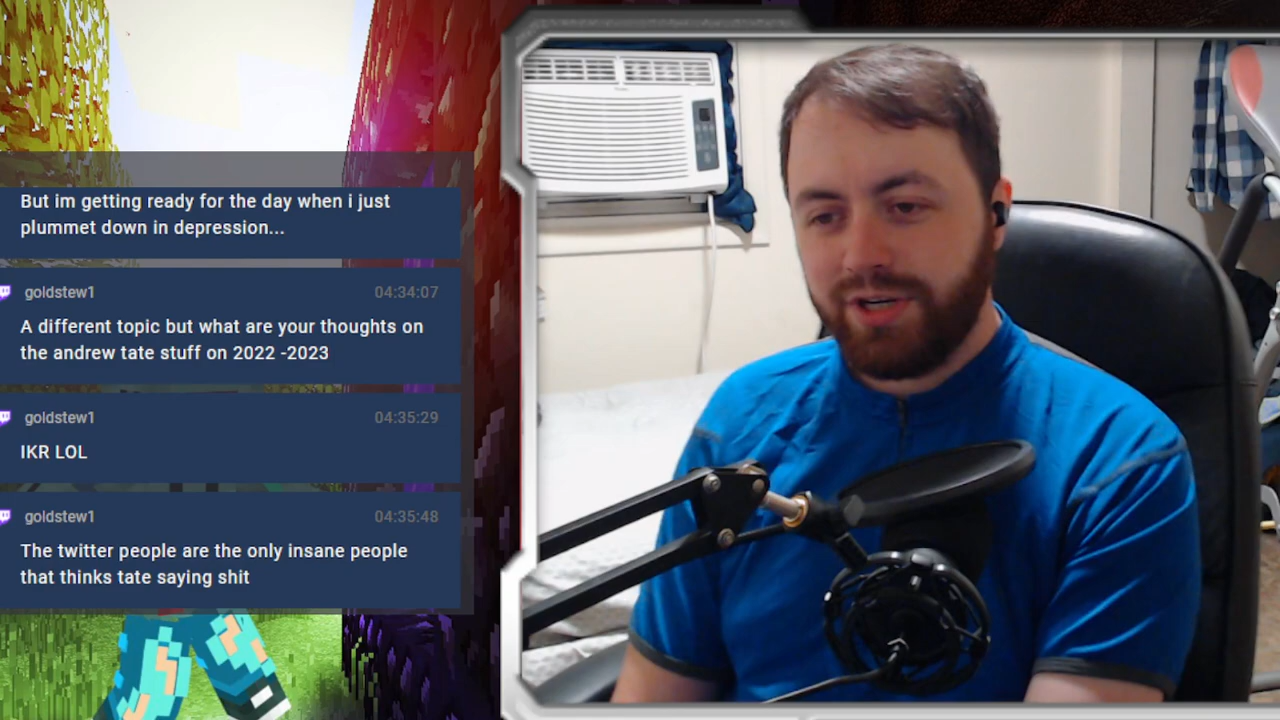 But im getting ready for the day when i just
plummet down in depression...
goldstew1 04:34:07
A different topic but what are your thoughts on
the andrew tate stuff on 2022 -2023
goldstew1 04:35:29
IKR LOL
goldstew1 04:35:48
The twitter people are the only insane people
that thinks tate saying shit